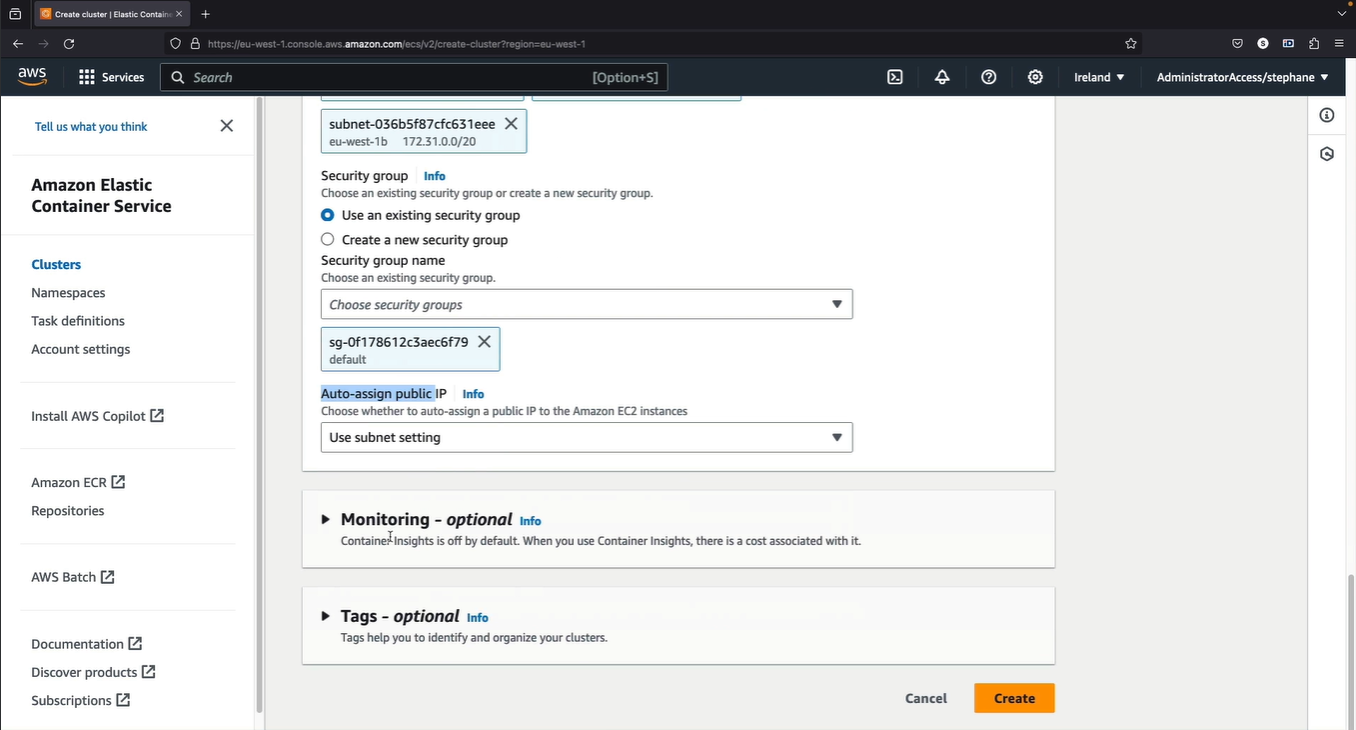 Create cluster | Elastic Containe
https://eu-west-1.console.aws.amazon.com/ecs/v2/create-cluster?region=eu-west-1
aws
Services
Search
[Option+S]
Ireland
AdministratorAccess/stephane
Tell us what you think
Amazon Elastic
Container Service
Clusters
Namespaces
Task definitions
Account settings
Install AWS Copilot
Amazon ECR
Repositories
AWS Batch
Documentation
Discover products
Subscriptions
subnet-036b5f87cfc631eee
eu-west-1b 172.31.0.0/20
Security group Info
Choose an existing security group or create a new security group.
Use an existing security group
Create a new security group
Security group name
Choose an existing security group.
Choose security groups
sg-0f178612c3aec6f79
default
Auto-assign public IP Info
Choose whether to auto-assign a public IP to the Amazon EC2 instances
Use subnet setting
Monitoring - optional Info
Container Insights is off by default. When you use Container Insights, there is a cost associated with it.
Tags - optional Info
Tags help you to identify and organize your clusters.
Cancel
Create